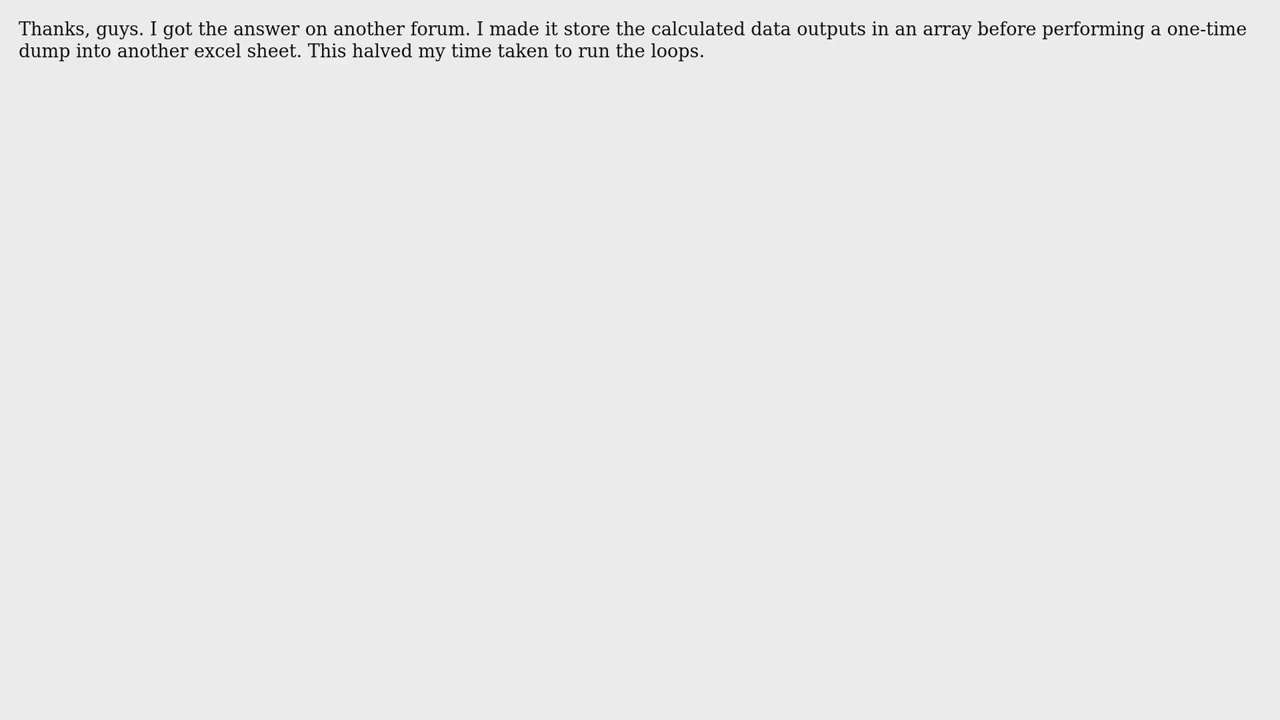 Thanks, guys. I got the answer on another forum. I made it store the calculated data outputs in an array before performing a one-time
dump into another excel sheet. This halved my time taken to run the loops.